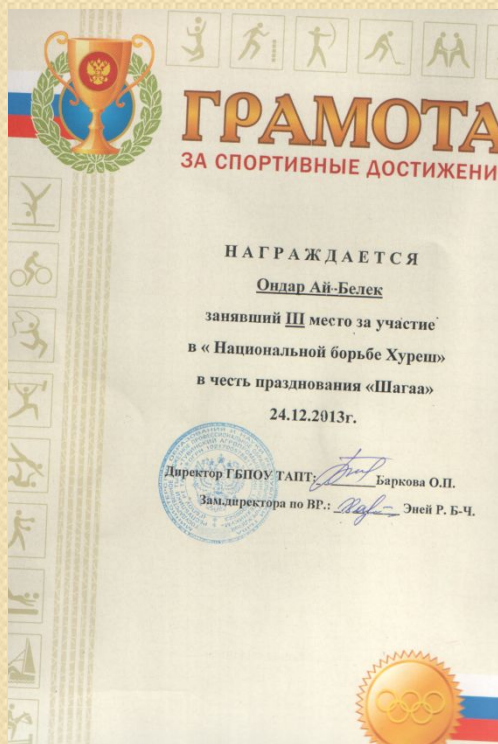 ГРАМОТА
ЗА СПОРТИВНЫЕ ДОСТИЖЕНИ
НАГРАЖДАЕТСЯ
Ондар Ай-Белек
занявший III место за участие
в « Национальной борьбе Хуреш»
в честь празднования «Шагаа»
24.12.2013г.
Директор ГБПОУ ТАПТ: Баркова О.П.
Зам.директора по ВР.: Эней Р. Б-Ч.